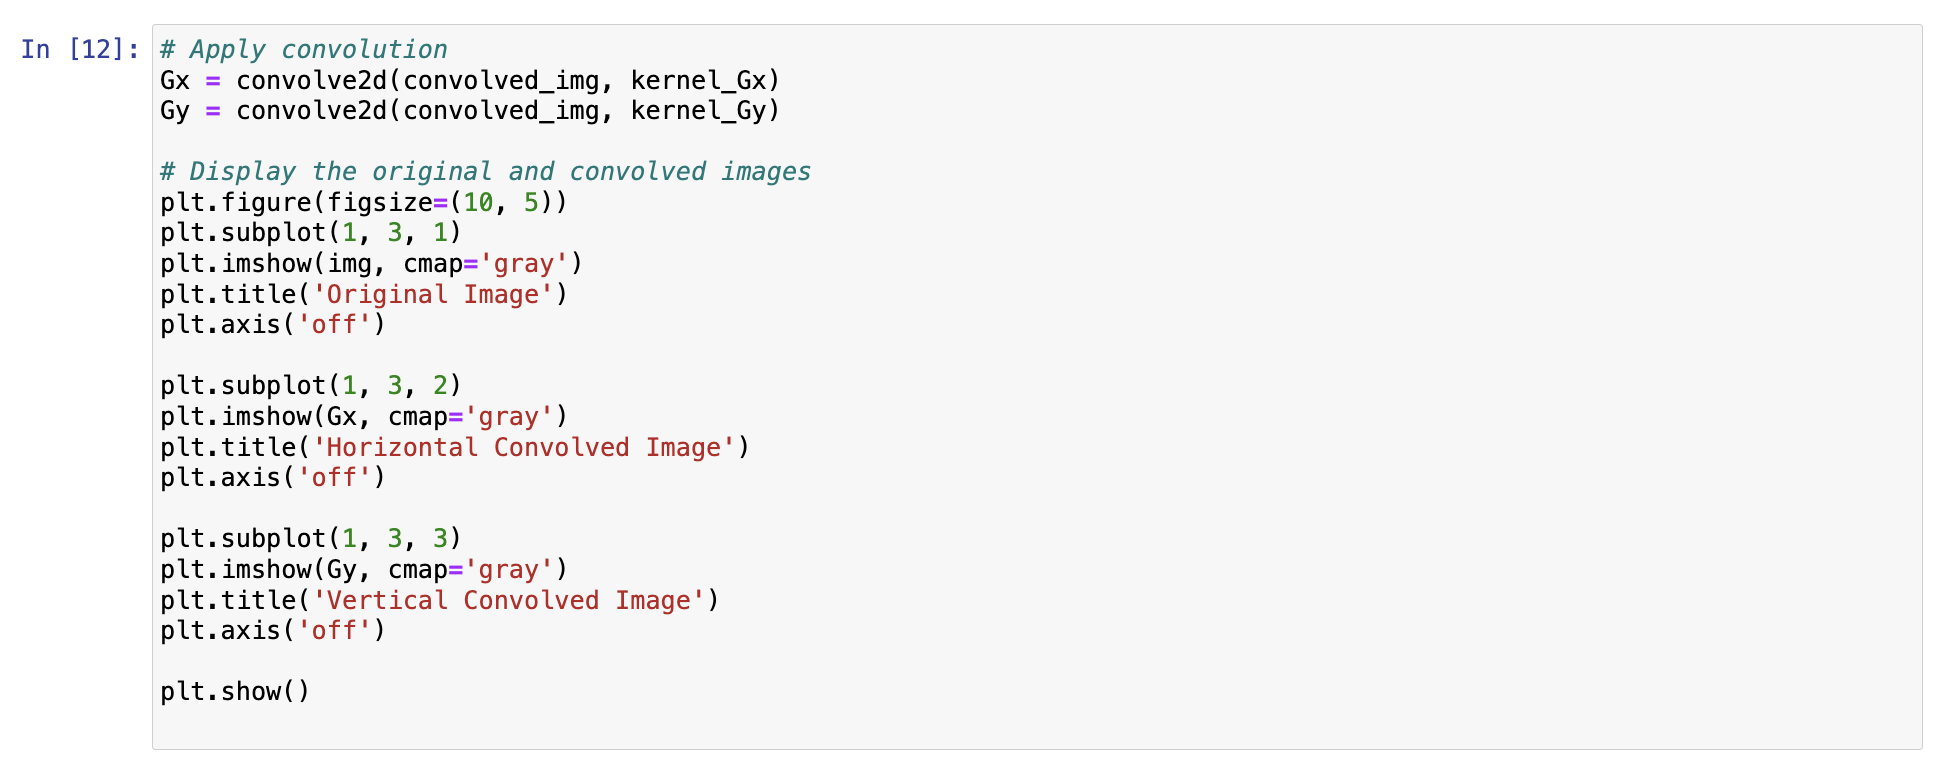 In [12]: # Apply convolution
Gx = convolve2d(convolved_img, kernel_Gx)
Gy = convolve2d(convolved_img, kernel_Gy)
# Display the original and convolved images
plt.figure(figsize=(10, 5))
plt.subplot(1, 3, 1)
plt.imshow(img, cmap='gray')
plt.title('Original Image')
plt.axis('off')
plt.subplot(1, 3, 2)
plt.imshow(Gx, cmap='gray')
plt.title('Horizontal Convolved Image')
plt.axis('off')
plt.subplot(1, 3, 3)
plt.imshow(Gy, cmap='gray')
plt.title('Vertical Convolved Image')
plt.axis('off')
plt.show()